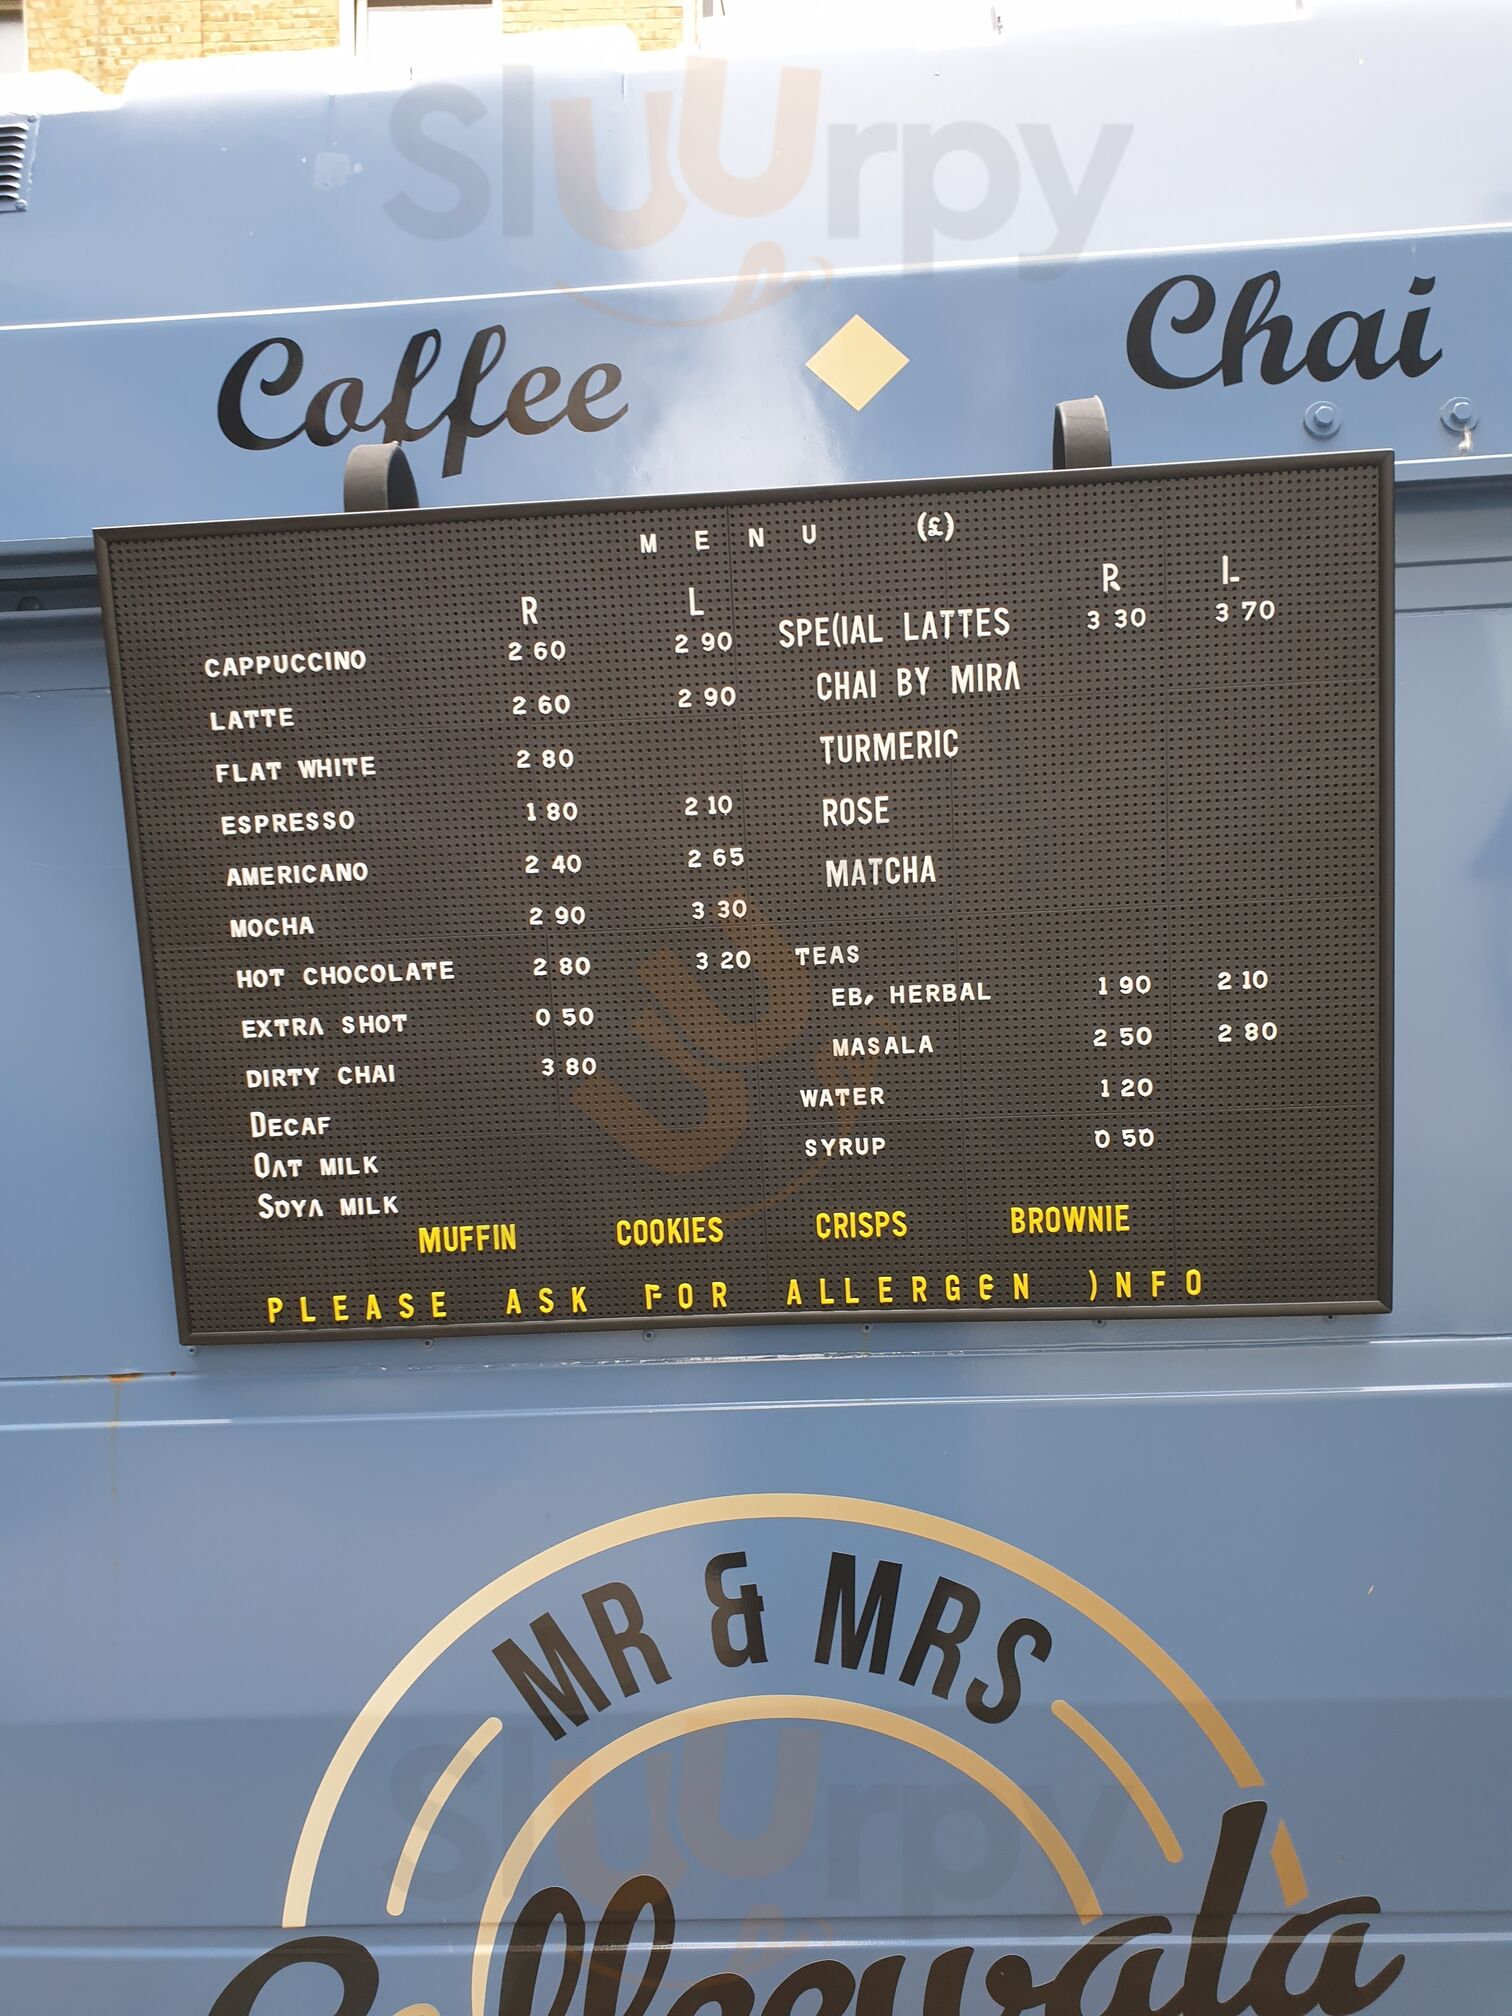 Sluurpy
Coffee Chai
MENU (£)
R L
CAPPUCCINO 2 60 2 90
LATTE 2 60 2 90
FLAT WHITE 2 80
ESPRESSO 1 80 2 10
AMERICANO 2 40 2 65
MOCHA 2 90 3 30
HOT CHOCOLATE 2 80 3 20
EXTRA SHOT 0 50
DIRTY CHAI 3 80
DECAF
OAT MILK
SOYA MILK
R L
SPE(IAL LATTES 3 30 3 70
CHAI BY MIRA
TURMERIC
ROSE
MATCHA
TEAS
EB, HERBAL 1 90 2 10
MASALA 2 50 2 80
WATER 1 20
SYRUP 0 50
MUFFIN COOKIES CRISPS BROWNIE
PLEASE ASK FOR ALLERGEN )NFO
MR & MRS
Sluurpy
Coffeewala